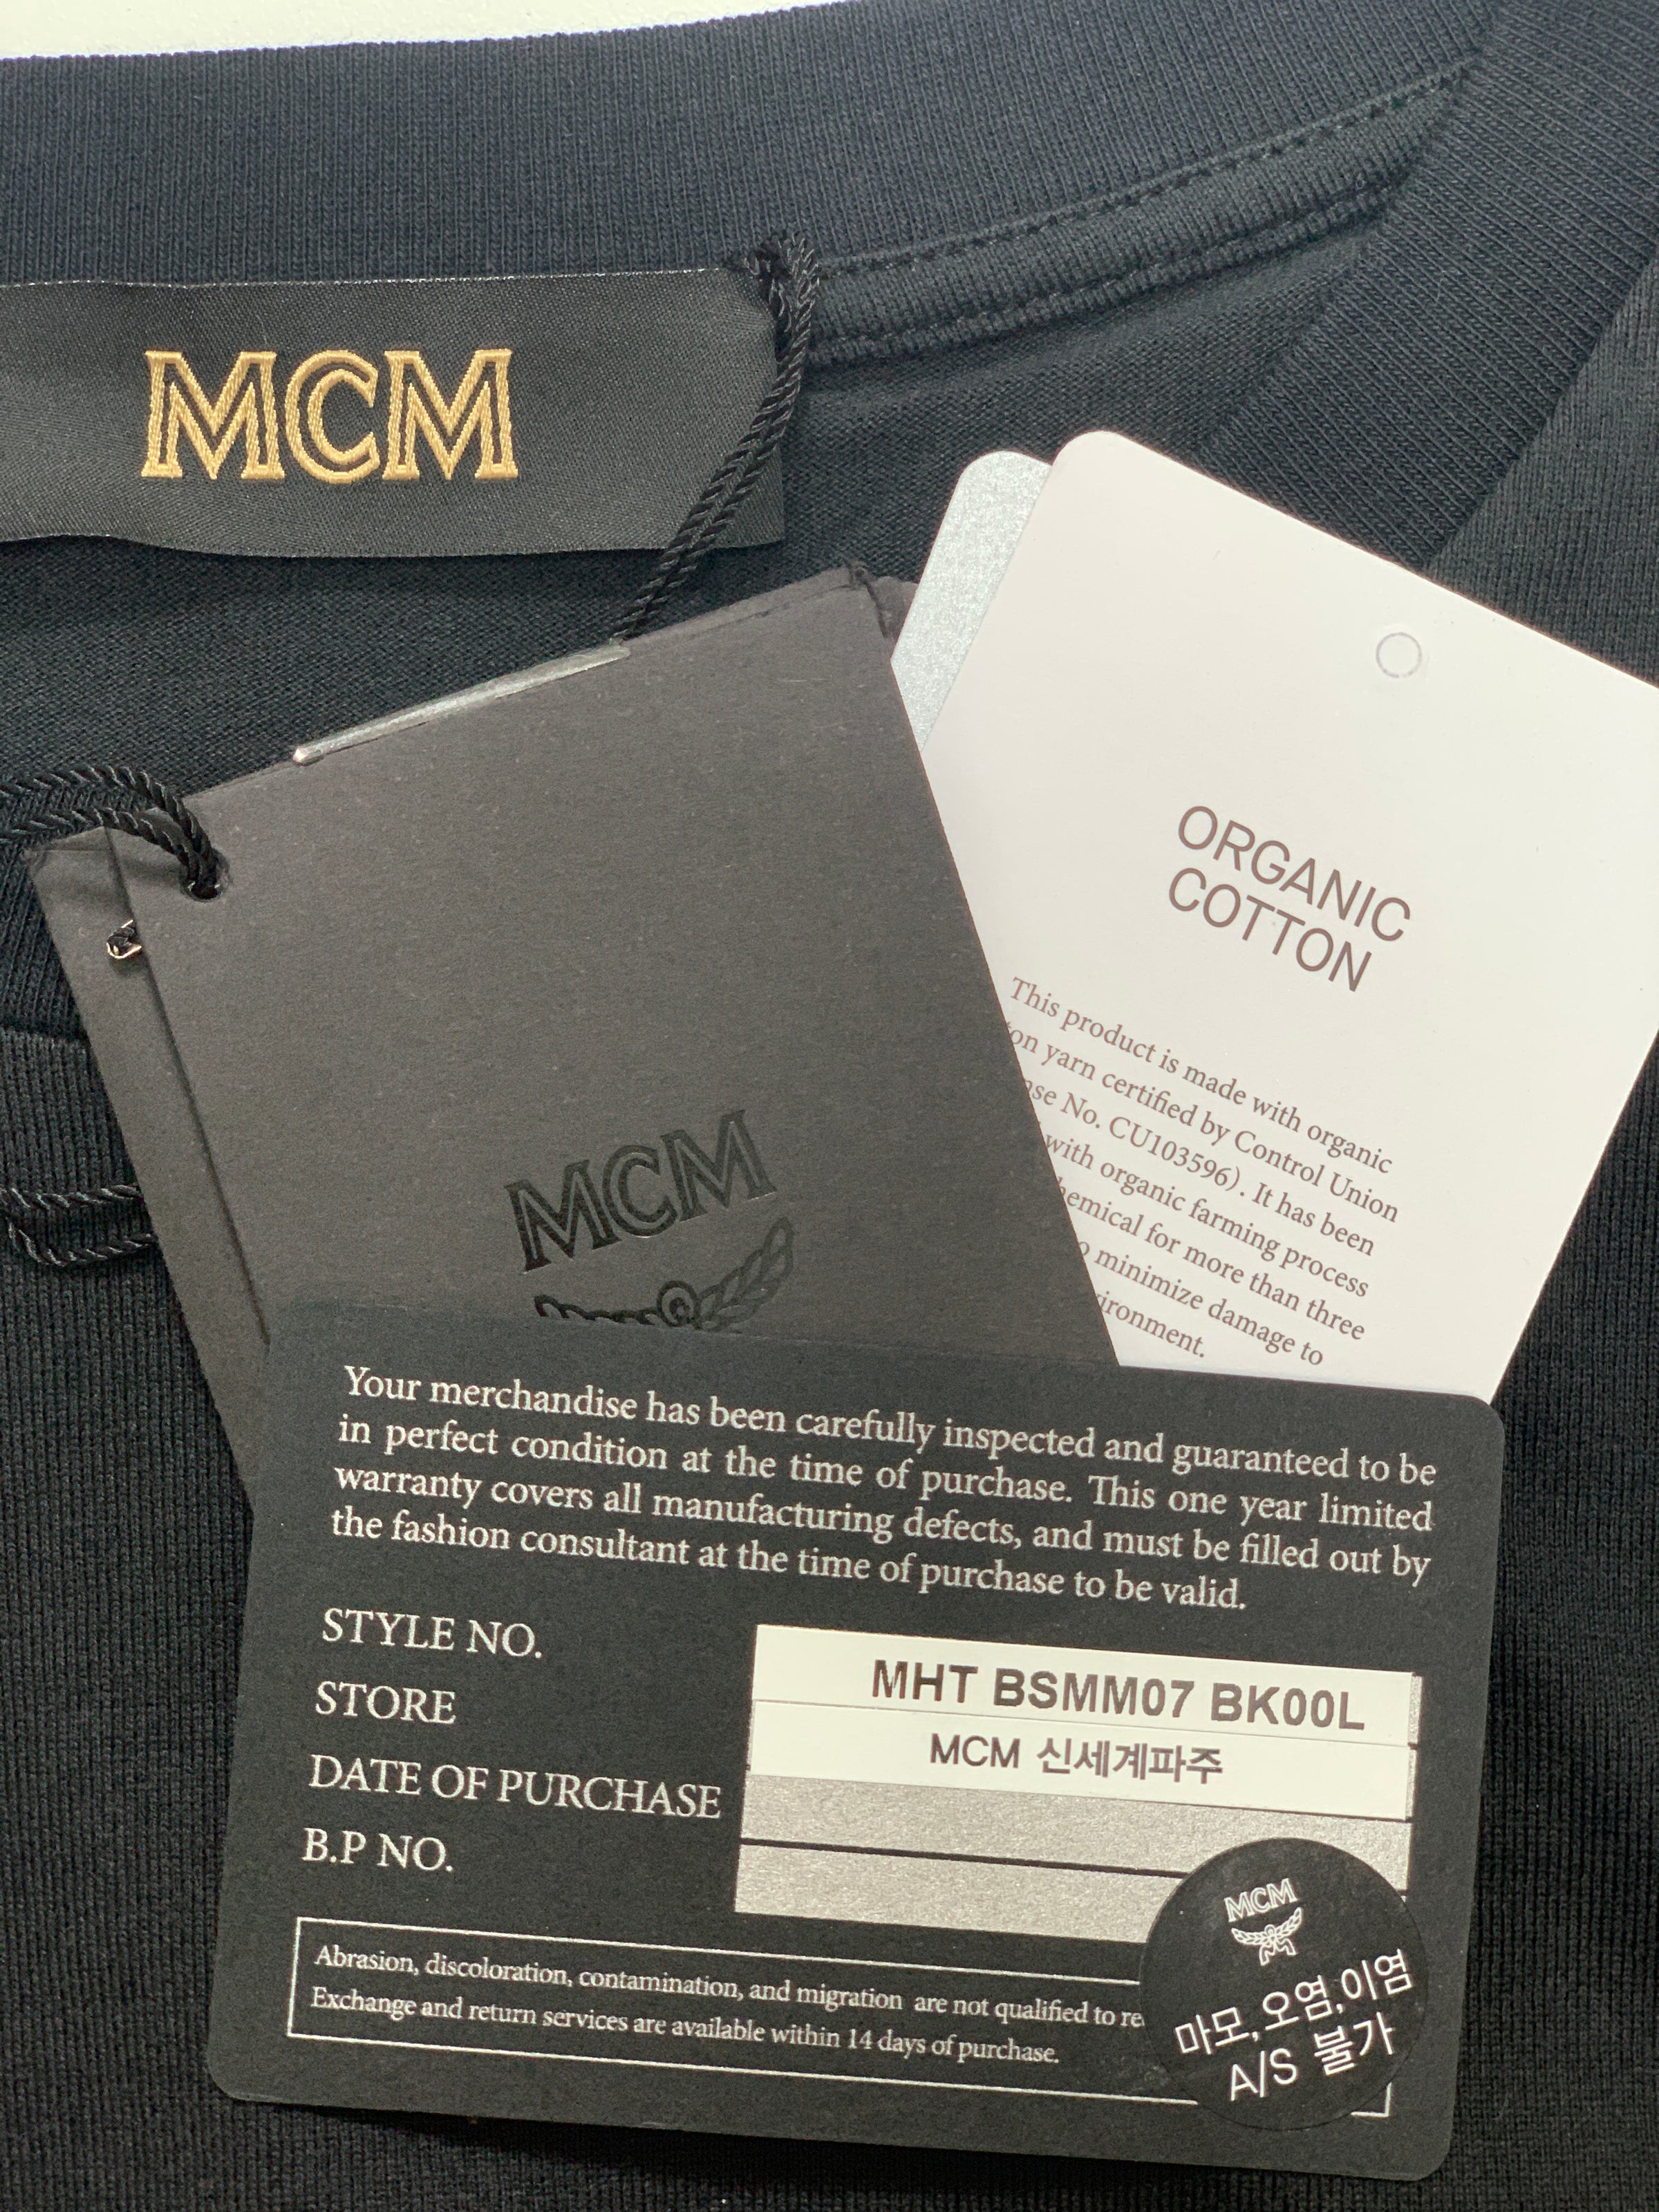 MCM
ORGANIC
COTTON
This product is made with organic
yarn certified by Control Union
No. CU103596). It has been
with organic farming process
for more than three
minimize damage to
MCM
Your merchandise has been carefully inspected and guaranteed to be
in perfect condition at the time of purchase. This one year limited
warranty covers all manufacturing defects, and must be filled out by
the fashion consultant at the time of purchase to be valid.
STYLE NO. MHT BSMM07 BK00L
STORE MCM 신세계파주
DATE OF PURCHASE
B.P NO.
Abrasion, discoloration, contamination, and migration are not qualified to
Exchange and return services are available within 14 days of purchase.
MCM
마모,오염,이염
A/S 불가